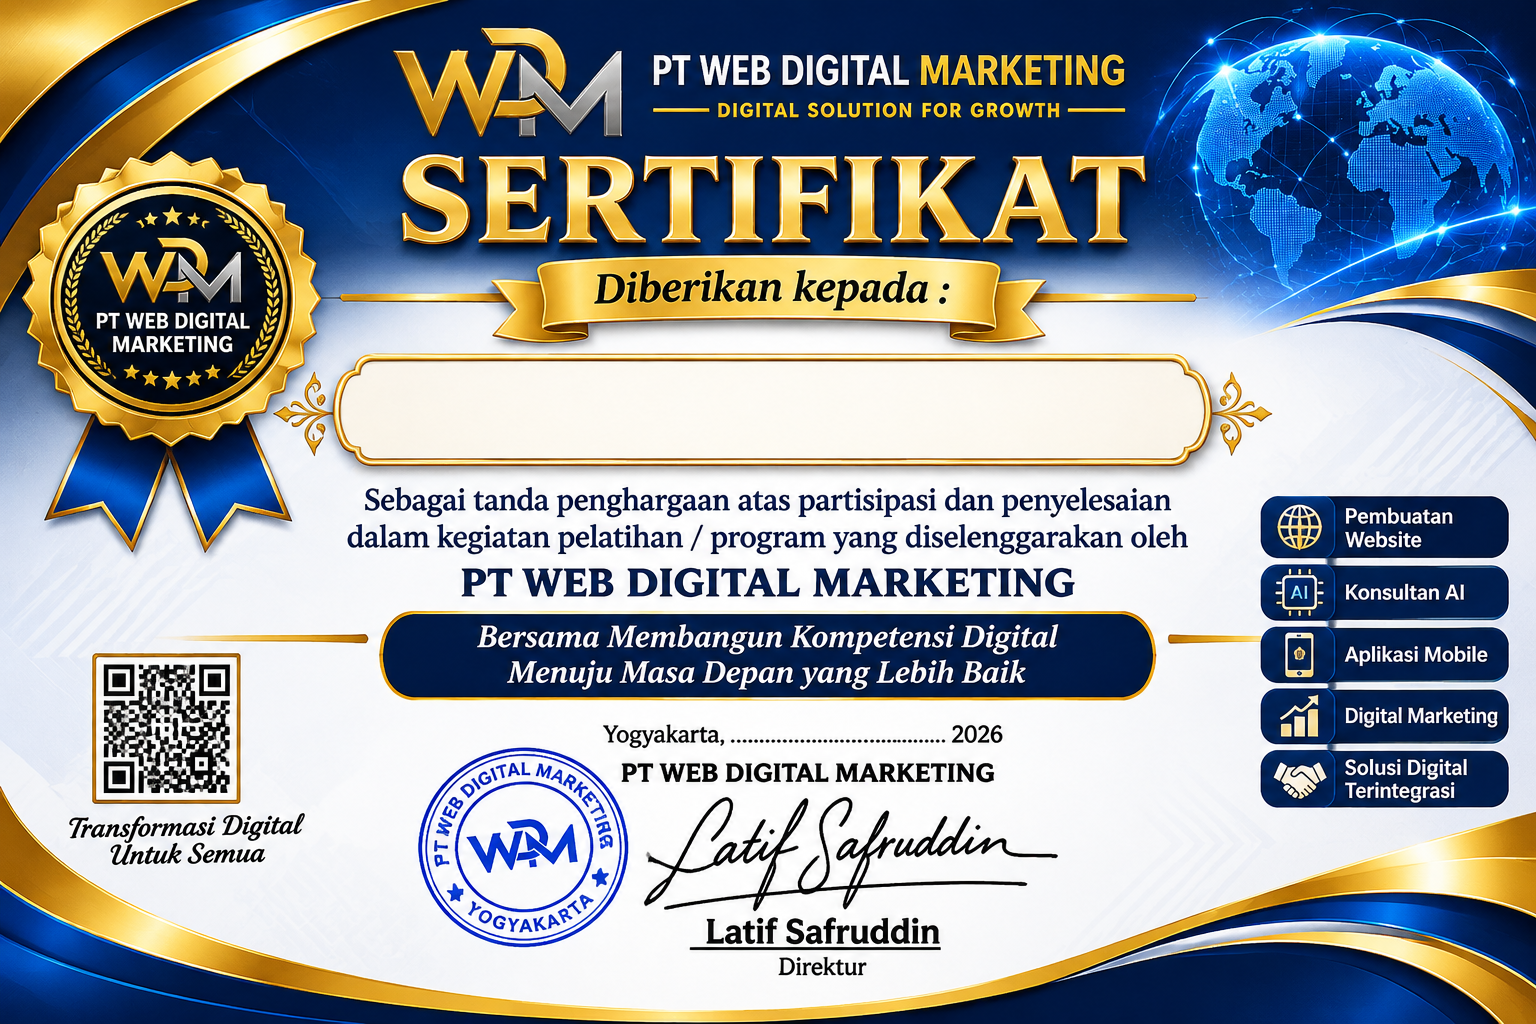 WDM
PT WEB DIGITAL MARKETING
DIGITAL SOLUTION FOR GROWTH
SERTIFIKAT
Diberikan kepada :
WDM
PT WEB DIGITAL
MARKETING
Sebagai tanda penghargaan atas partisipasi dan penyelesaian
dalam kegiatan pelatihan / program yang diselenggarakan oleh
PT WEB DIGITAL MARKETING
Bersama Membangun Kompetensi Digital
Menuju Masa Depan yang Lebih Baik
Pembuatan
Website
AI
Konsultan AI
Aplikasi Mobile
Digital Marketing
Solusi Digital
Terintegrasi
Transformasi Digital
Untuk Semua
Yogyakarta, ..................................... 2026
PT WEB DIGITAL MARKETING
PT WEB DIGITAL MARKETING
WDM
YOGYAKARTA
Latif Safruddin
Latif Safruddin
Direktur